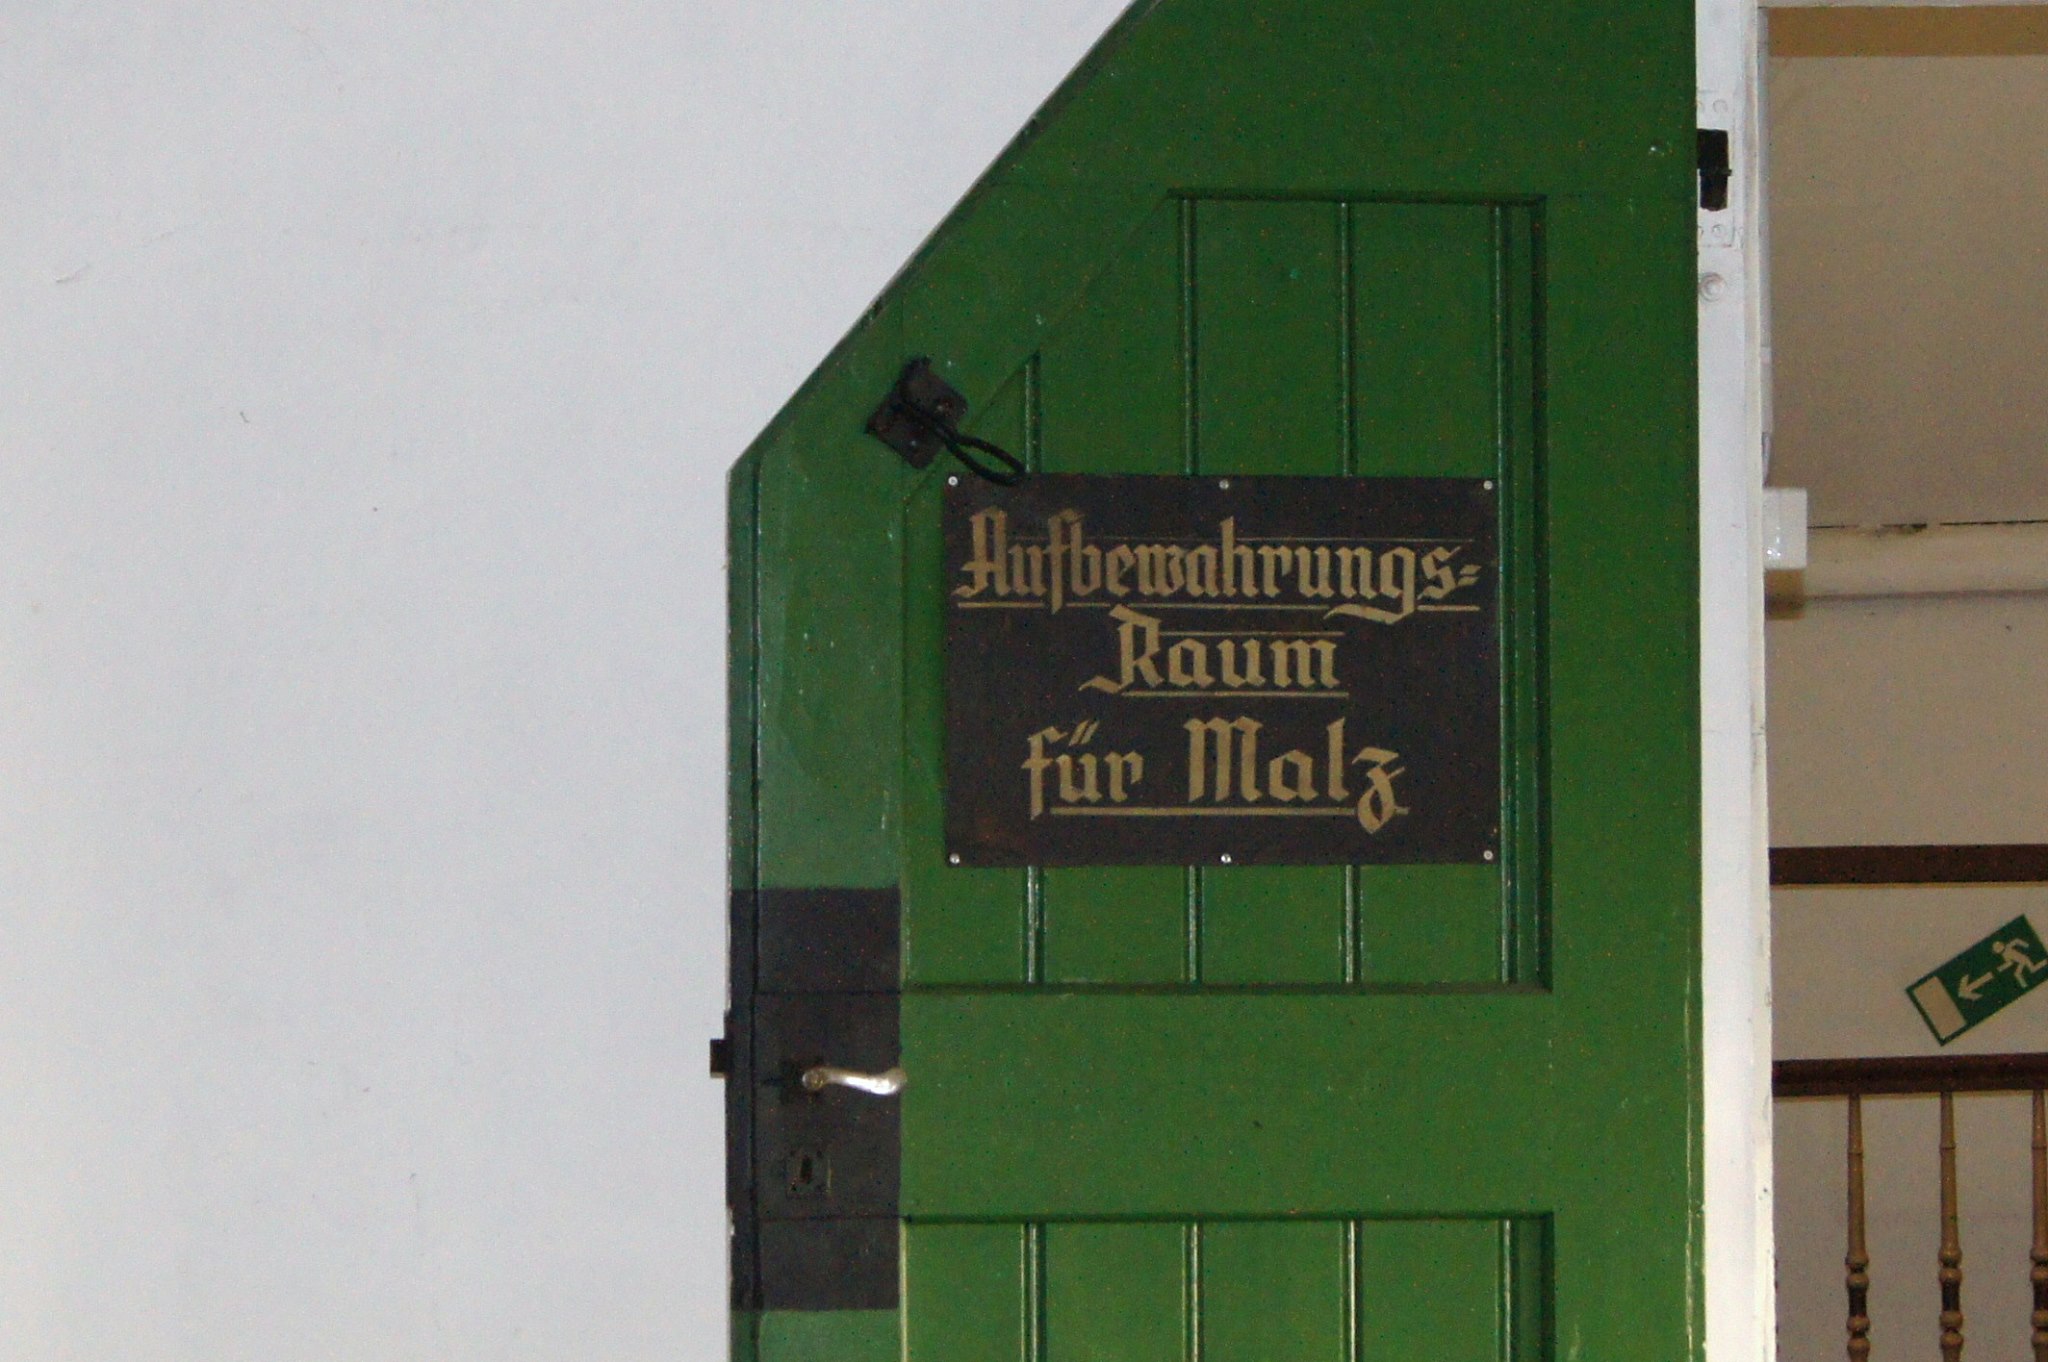 Aufbewahrungs=
Raum
für Malz